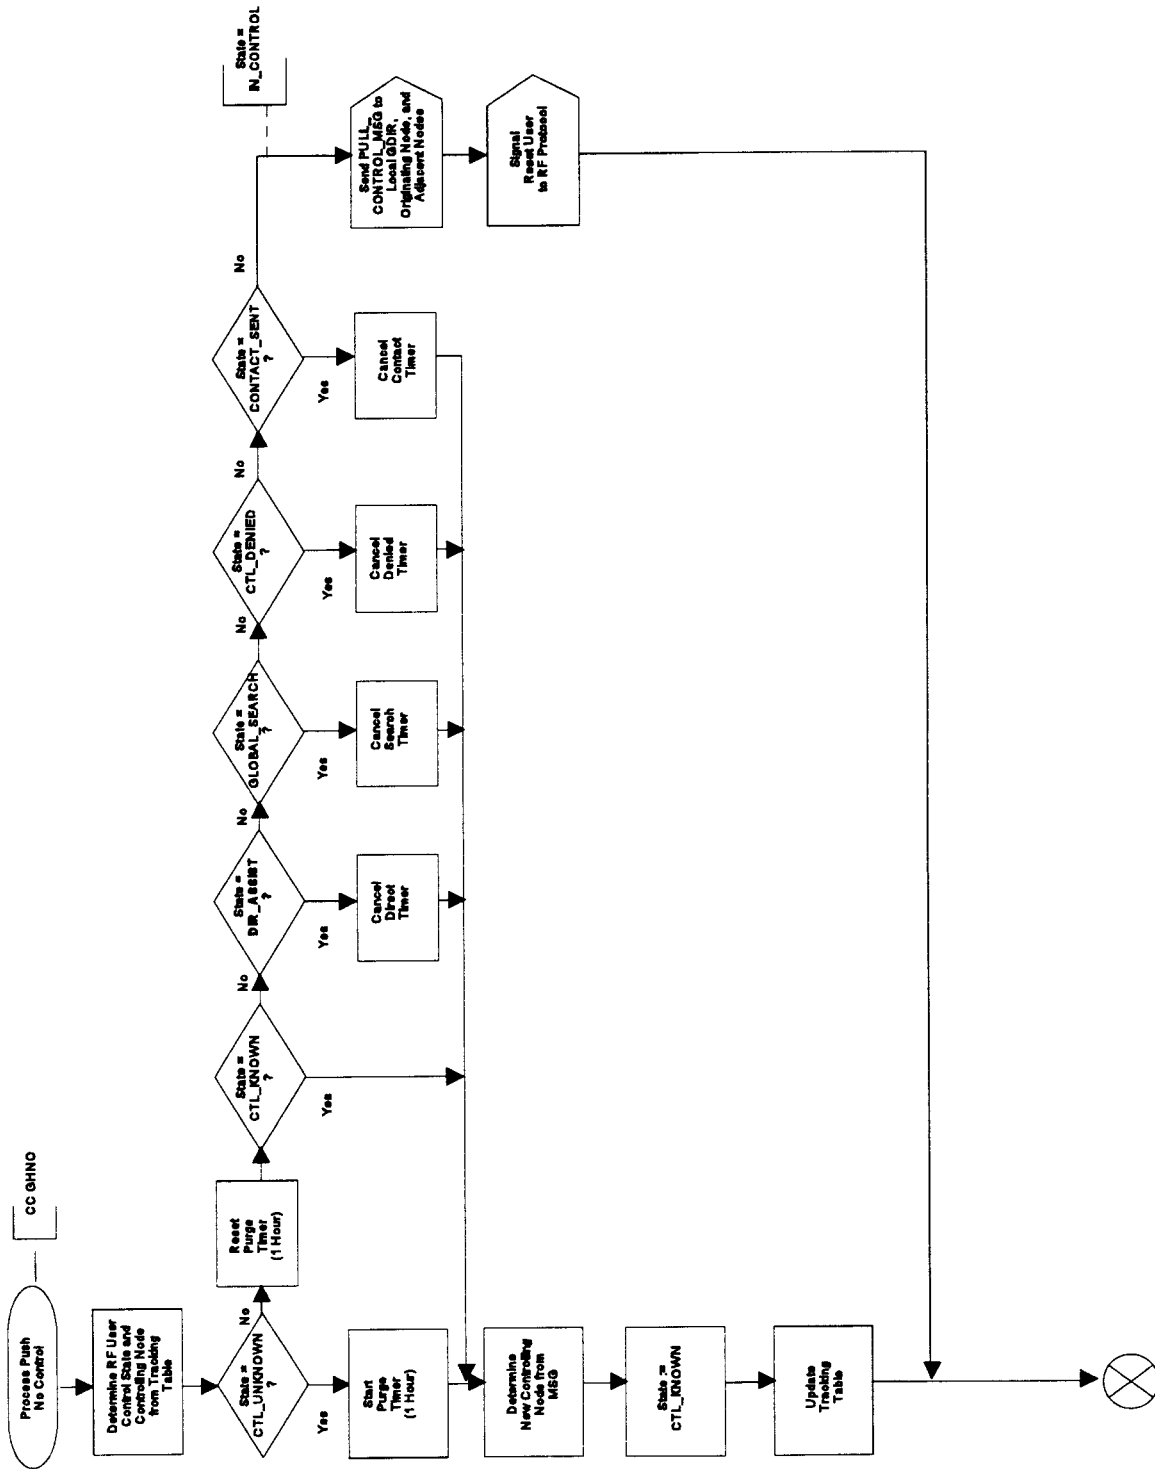 Process Push
No Control
CC GHNO
Determine RF User
Control State and
Controlling Node
from Tracking
Table
State =
CTL_UNKNOWN
?
No
Yes
Reset
Purge
Timer
(1 Hour)
Start
Purge
Timer
(1 Hour)
State =
CTL_KNOWN
?
No
Yes
State =
DIR_ASSIST
?
No
Yes
Cancel
Direct
Timer
State =
GLOBAL_SEARCH
?
No
Yes
Cancel
Search
Timer
State =
CTL_DENIED
?
No
Yes
Cancel
Denied
Timer
State =
CONTACT_SENT
?
No
Yes
Cancel
Contact
Timer
State =
IN_CONTROL
Send PULL_
CONTROL_MSG to
Local GDIR,
Originating Node, and
Adjacent Nodes
Signal
Reset User
to RF Protocol
Determine
New Controlling
Node from
MSG
State :=
CTL_KNOWN
Update
Tracking
Table